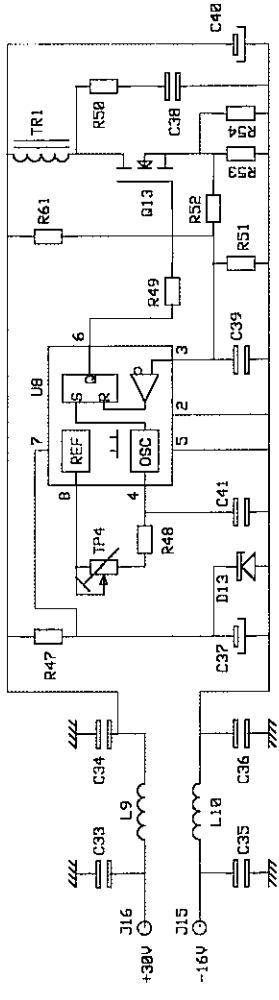 +30V
J16
-16V
J15
C33
L9
C34
C35
L10
C36
R47
C37
D13
C41
TP4
R48
8
4
7
REF
OSC
U8
S
R
Q
5
2
6
3
C39
R49
R61
R51
R52
Q13
TR1
R50
C38
R53
R54
C40